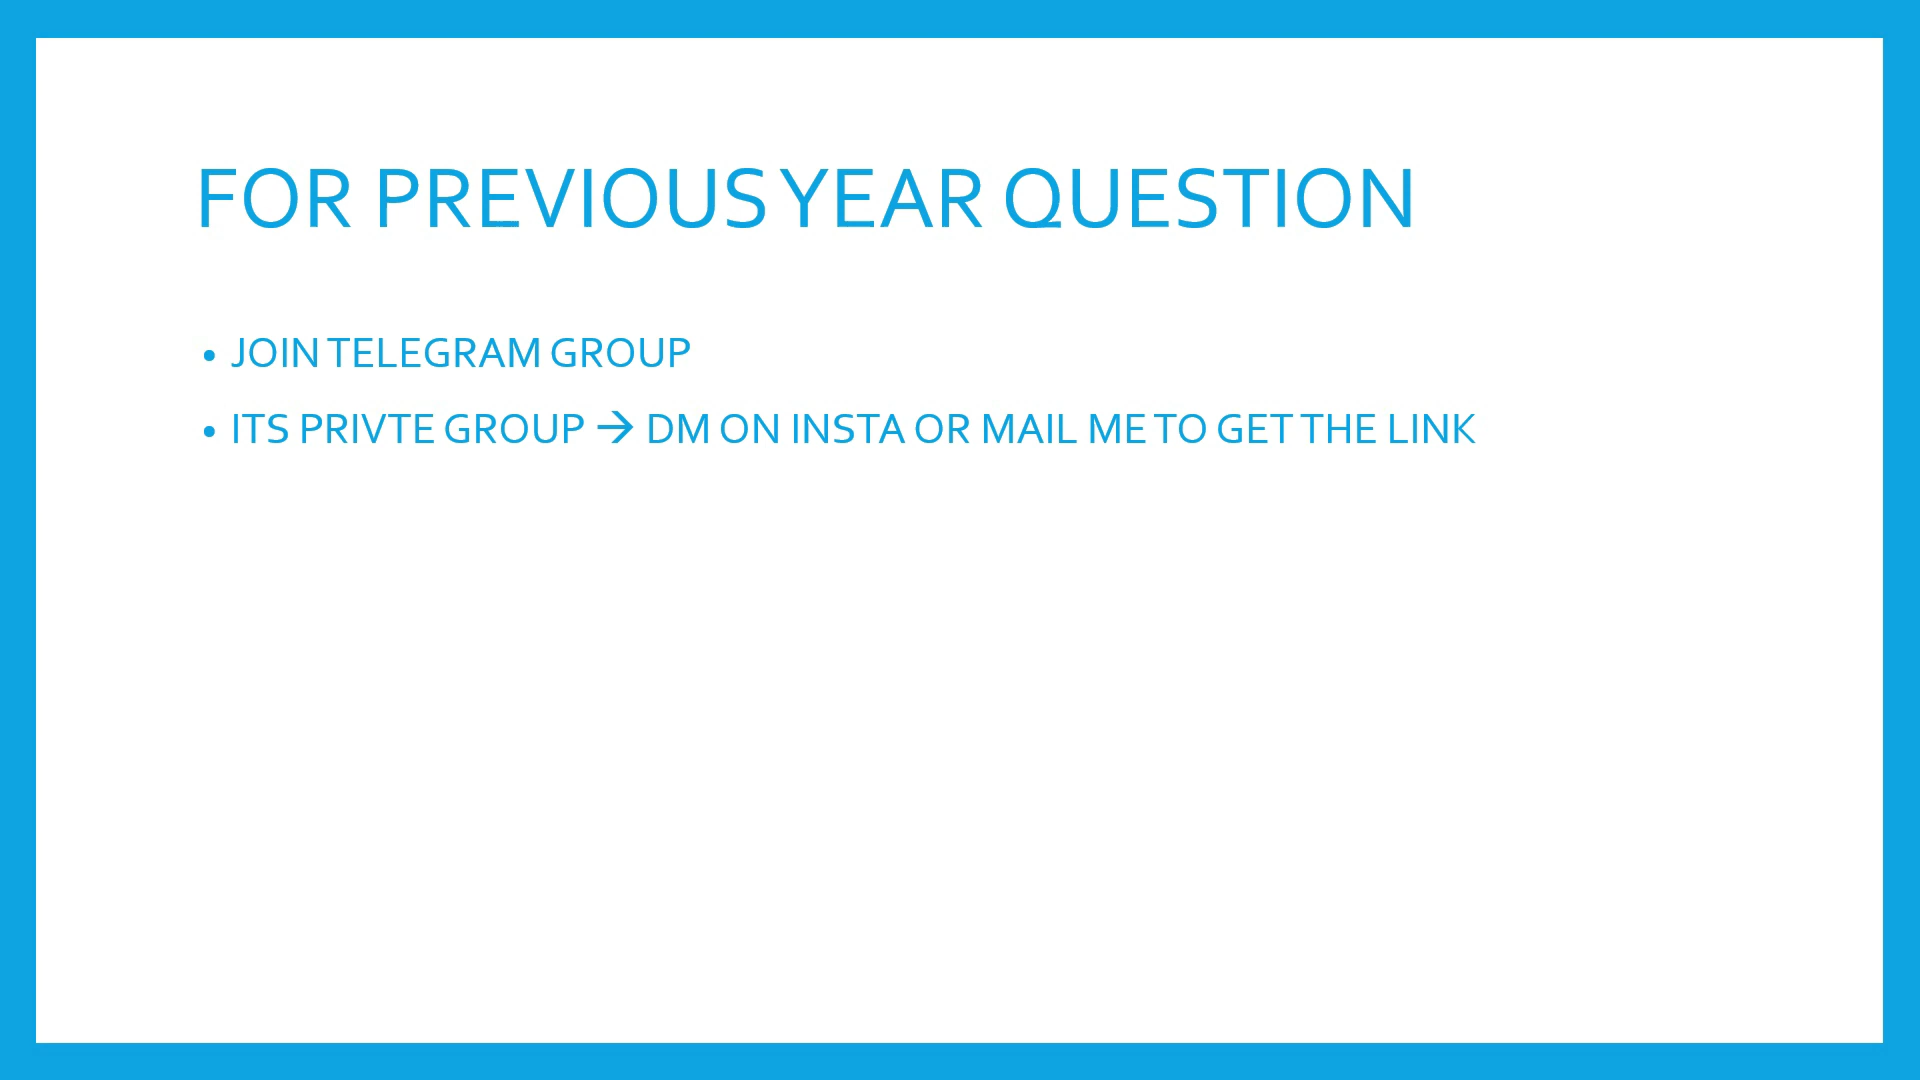 FOR PREVIOUS YEAR QUESTION
• JOIN TELEGRAM GROUP
• ITS PRIVTE GROUP → DM ON INSTA OR MAIL ME TO GET THE LINK